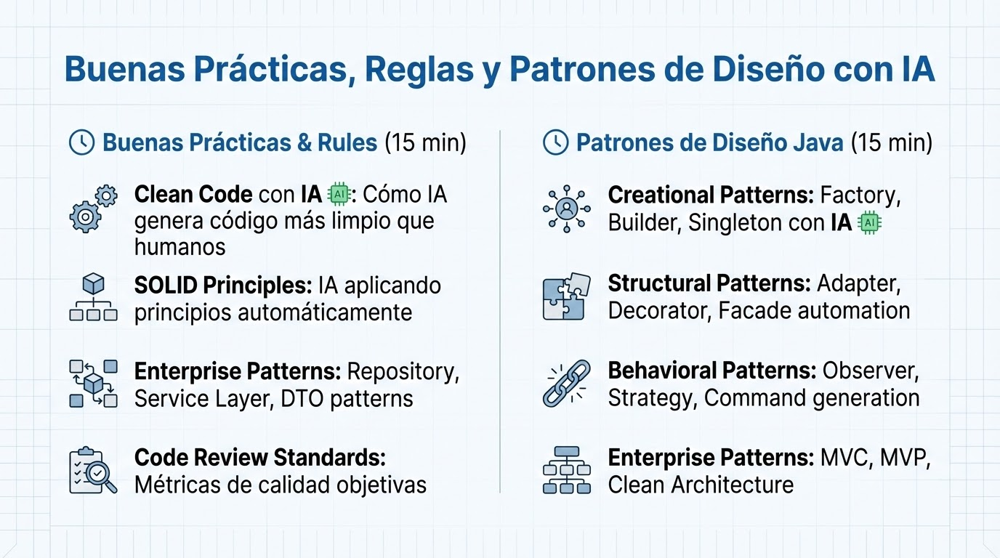 Buenas Prácticas, Reglas y Patrones de Diseño con IA
Buenas Prácticas & Rules (15 min)
Clean Code con IA AI: Cómo IA
genera código más limpio que
humanos
SOLID Principles: IA aplicando
principios automáticamente
Enterprise Patterns: Repository,
Service Layer, DTO patterns
Code Review Standards:
Métricas de calidad objetivas
Patrones de Diseño Java (15 min)
Creational Patterns: Factory,
Builder, Singleton con IA AI
Structural Patterns: Adapter,
Decorator, Facade automation
Behavioral Patterns: Observer,
Strategy, Command generation
Enterprise Patterns: MVC, MVP,
Clean Architecture